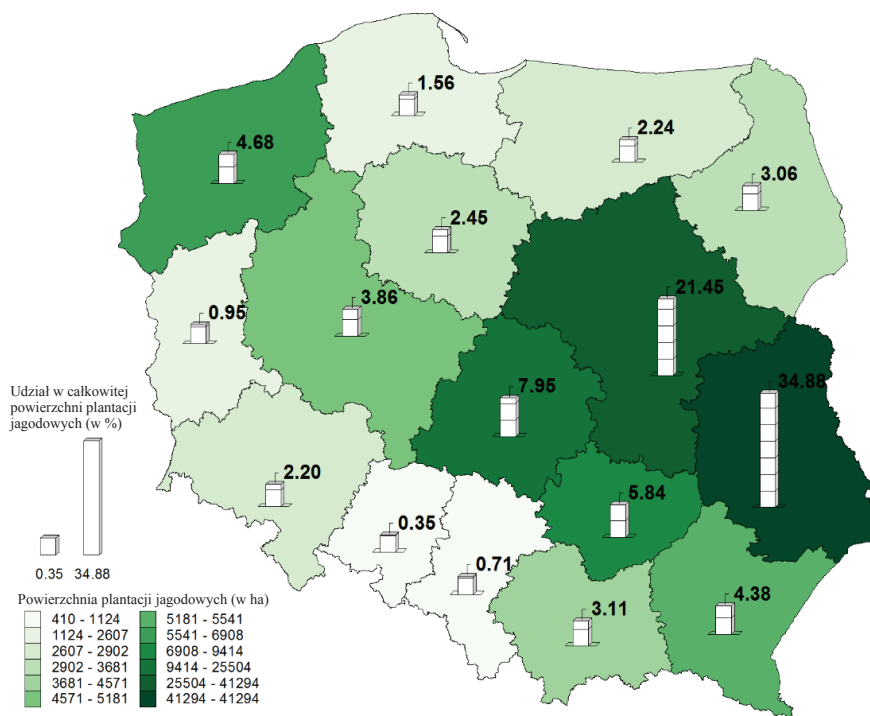 1.56
2.24
4.68
3.06
2.45
21.45
0.95
3.86
34.88
7.95
Udział w całkowitej
powierzchni plantacji
jagodowych (w %)
2.20
5.84
0.35
0.71
0.35 34.88
4.38
3.11
Powierzchnia plantacji jagodowych (w ha)
410 - 1124 5181 - 5541
1124 - 2607 5541 - 6908
2607 - 2902 6908 - 9414
2902 - 3681 9414 - 25504
3681 - 4571 25504 - 41294
4571 - 5181 41294 - 41294